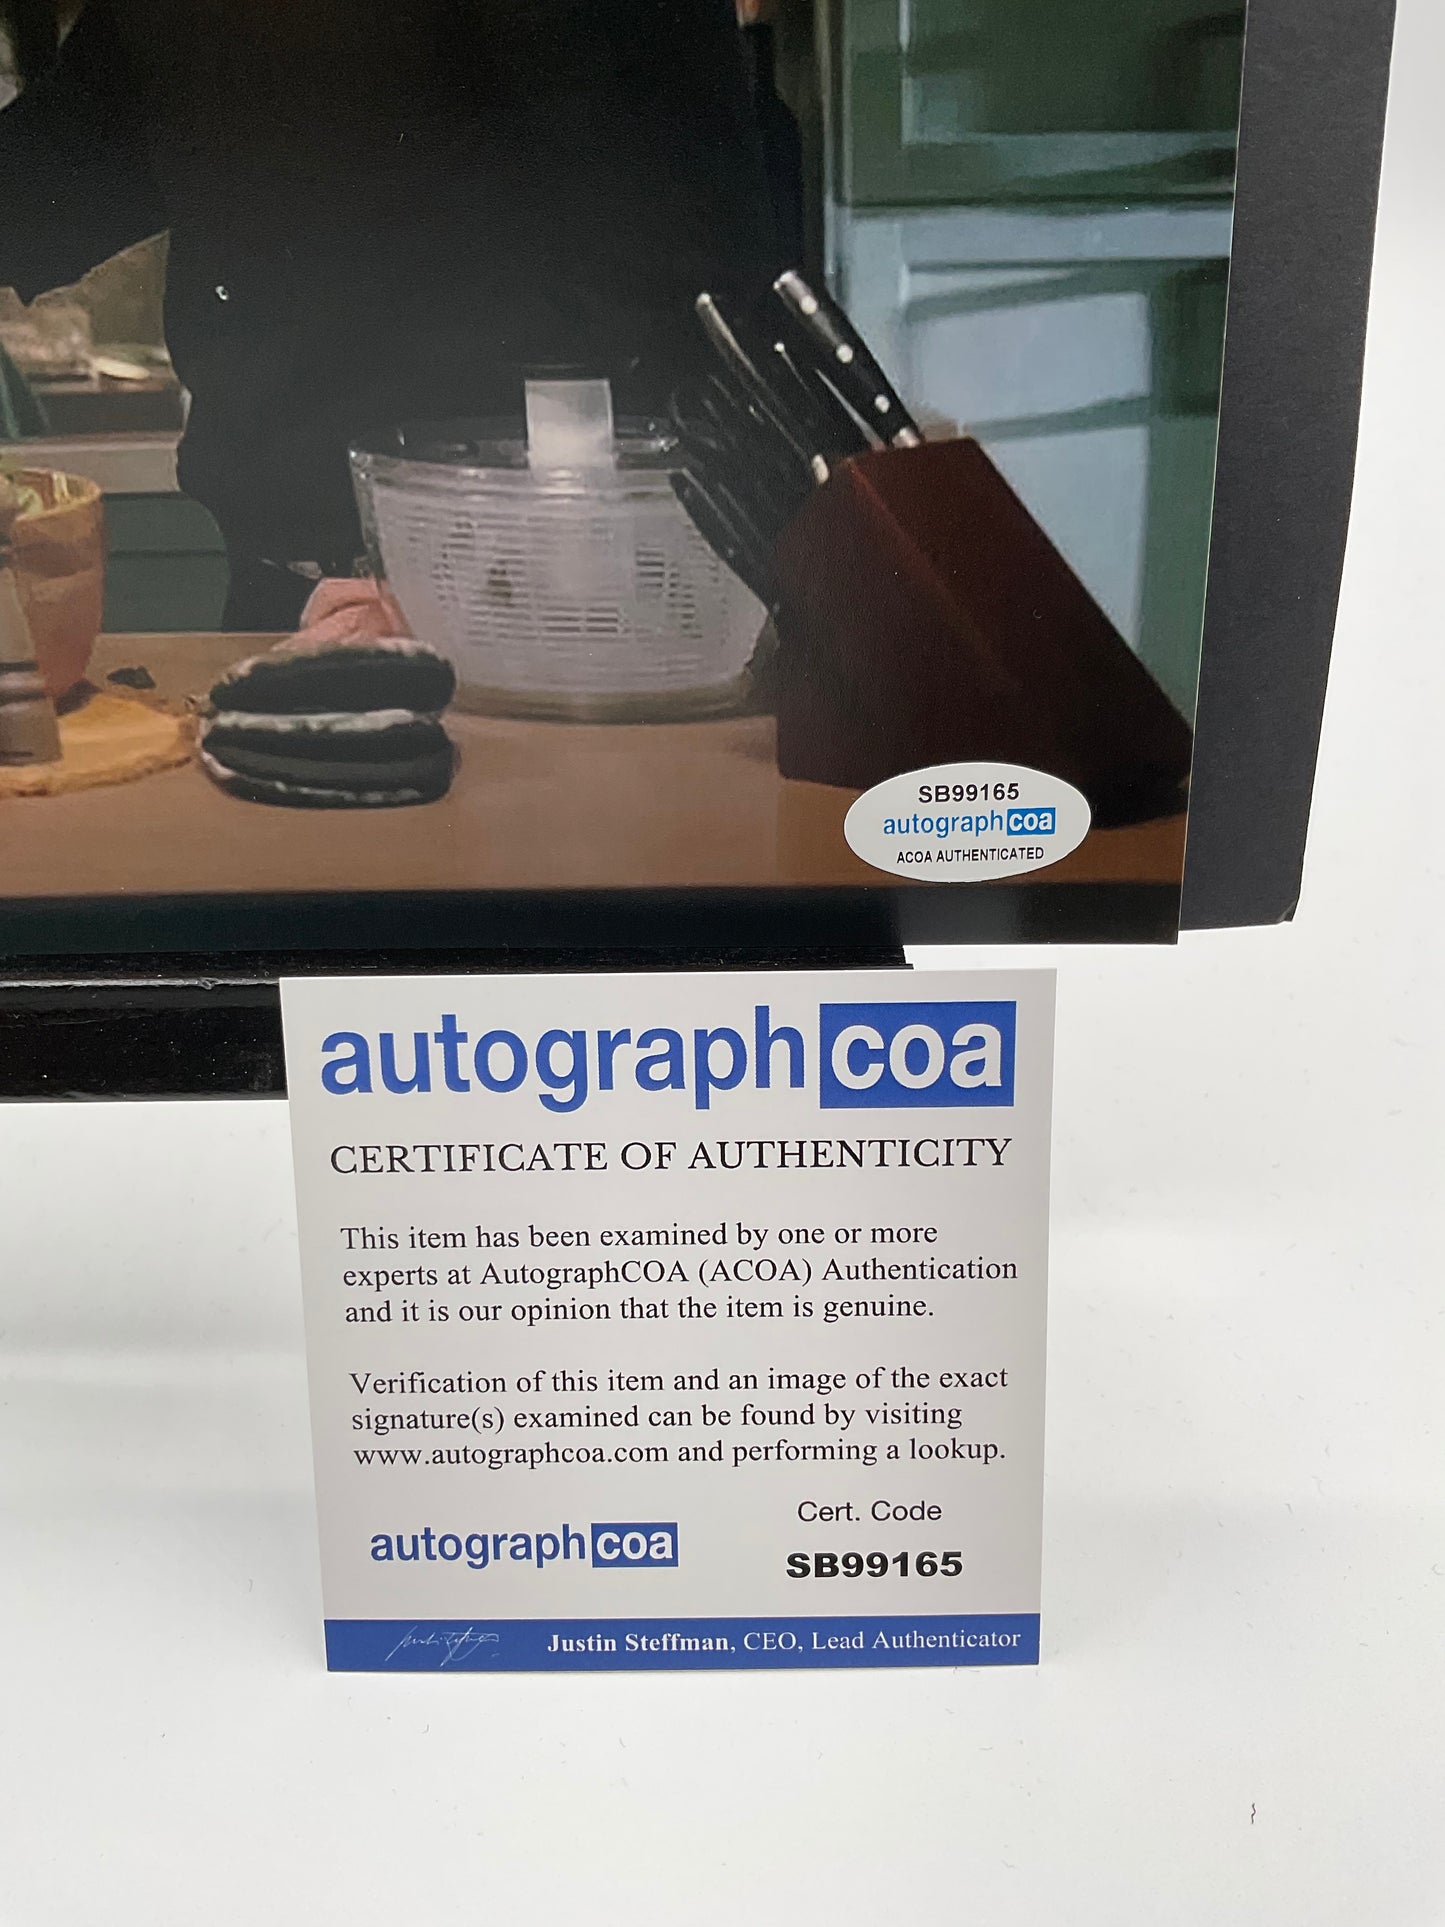 SB99165
autographcoa
ACOA AUTHENTICATED
autographcoa
CERTIFICATE OF AUTHENTICITY
This item has been examined by one or more
experts at AutographCOA (ACOA) Authentication
and it is our opinion that the item is genuine.
Verification of this item and an image of the exact
signature(s) examined can be found by visiting
www.autographcoa.com and performing a lookup.
Cert. Code
autographcoa
SB99165
Justin Steffman, CEO, Lead Authenticator